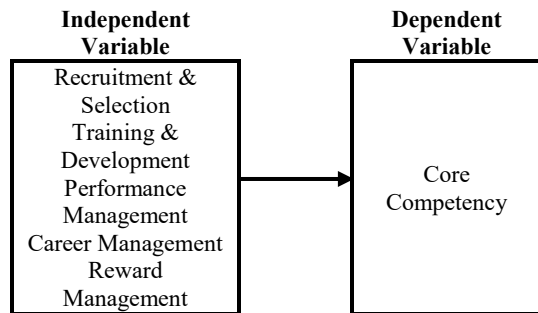 Independent
Variable
Recruitment &
Selection
Training &
Development
Performance
Management
Career Management
Reward
Management
Dependent
Variable
Core
Competency